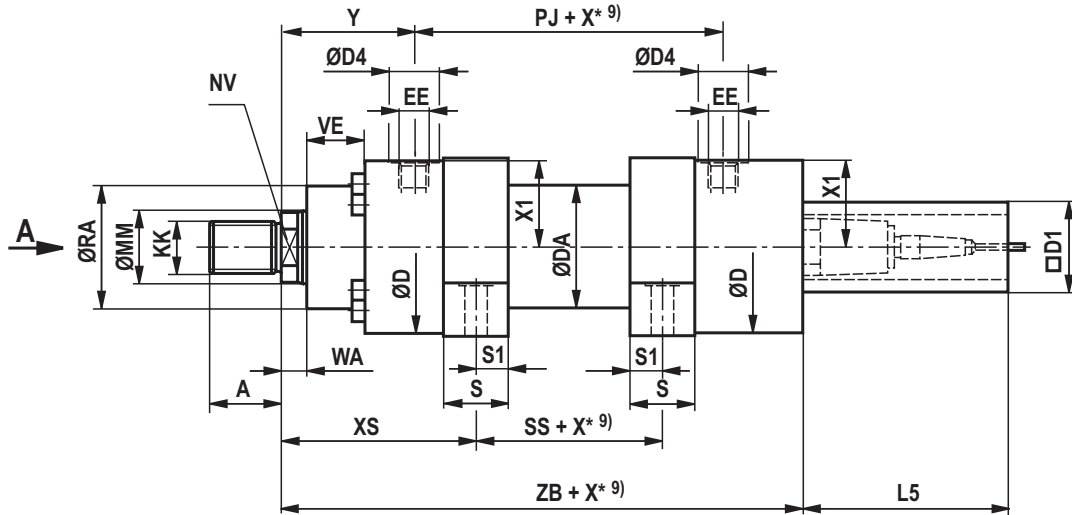 Y
PJ + X* 9)
ØD4
ØD4
NV
EE
EE
VE
A
ØRA
ØMM
KK
X1
ØDA
X1
ØD
ØD
□D1
WA
S1
S1
A
S
S
XS
SS + X* 9)
ZB + X* 9)
L5